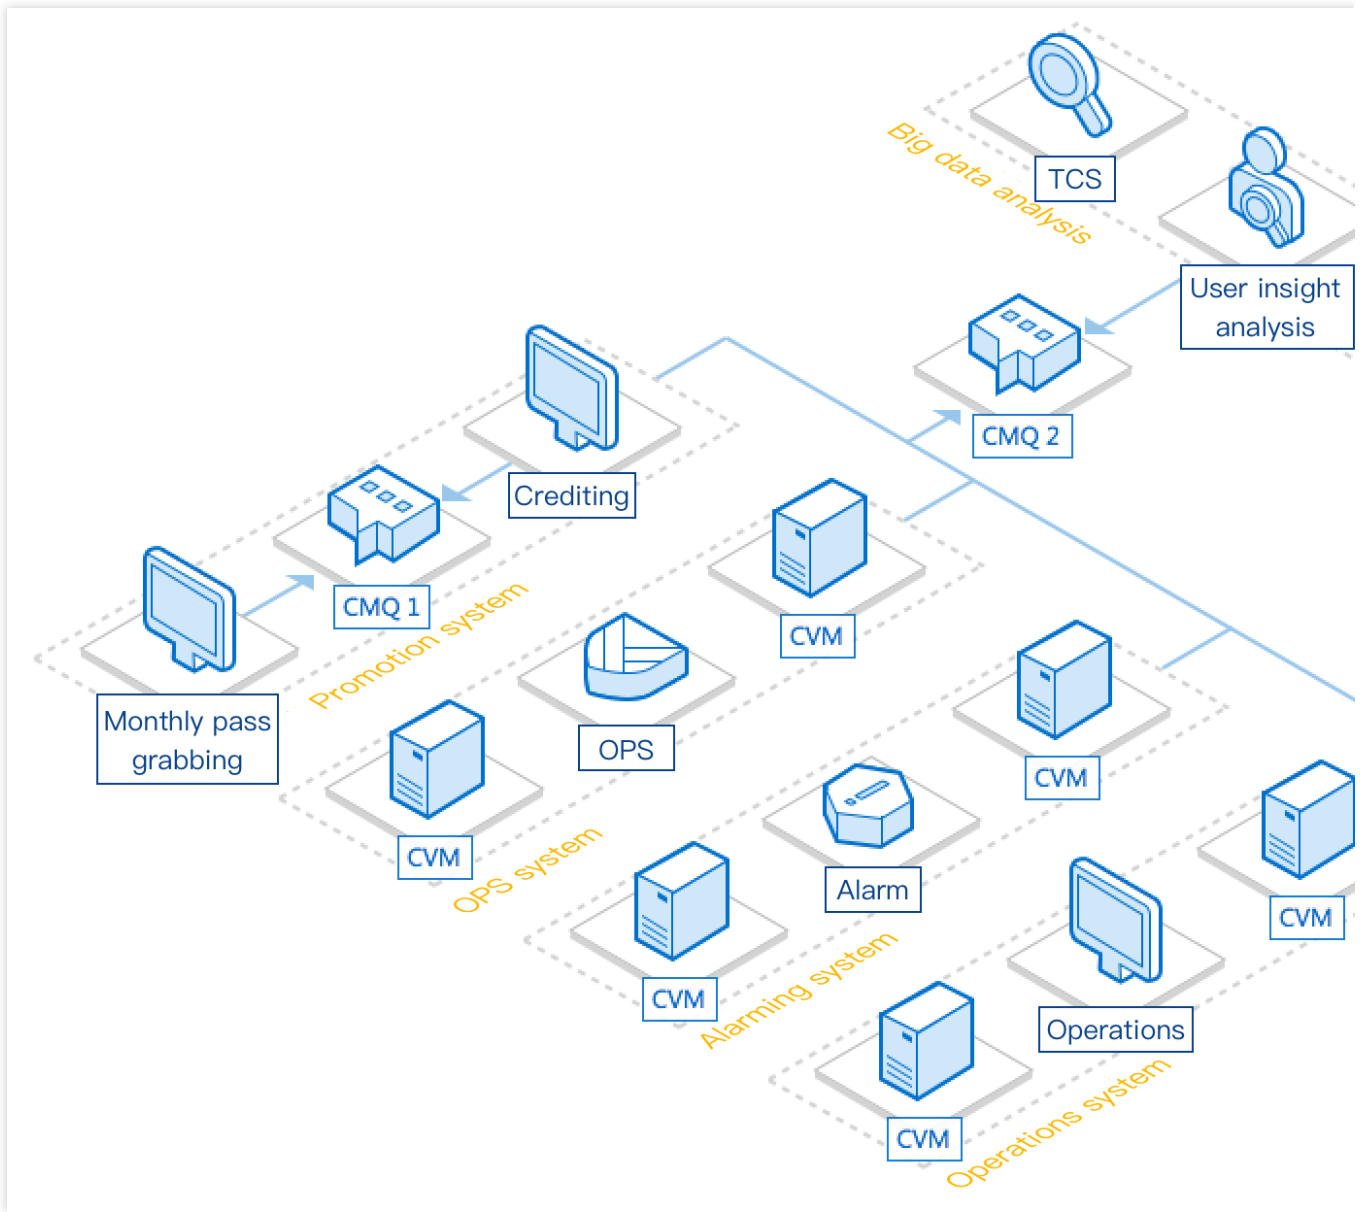 TCS
Big data analysis
User insight
analysis
CMQ 2
Crediting
CMQ 1
Promotion system
Monthly pass
grabbing
CVM
OPS
CVM
OPS system
CVM
Alarm
CVM
Alarming system
CVM
Operations
CVM
Operations system